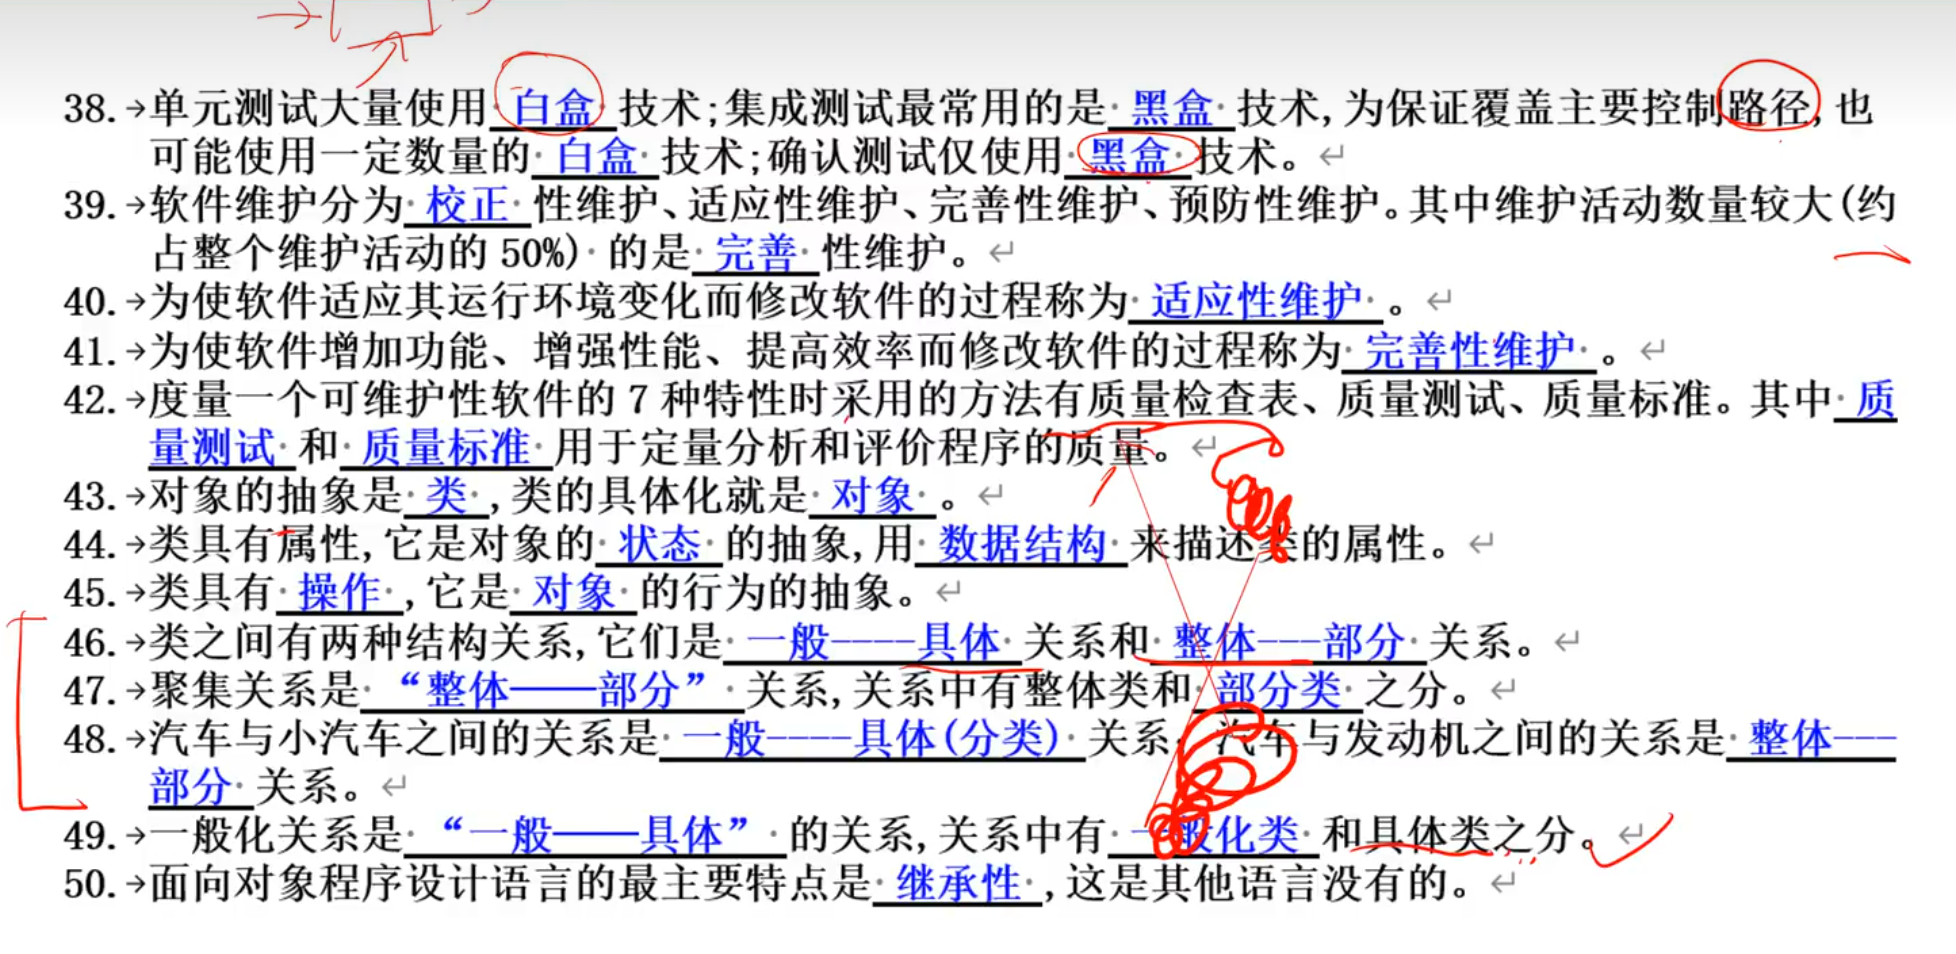 38.→单元测试大量使用 白盒 技术;集成测试最常用的是 黑盒 技术,为保证覆盖主要控制路径,也
可能使用一定数量的 白盒 技术;确认测试仅使用 黑盒 技术。↵
39.→软件维护分为 校正 性维护、适应性维护、完善性维护、预防性维护。其中维护活动数量较大(约
占整个维护活动的 50%) 的是 完善 性维护。↵
40.→为使软件适应其运行环境变化而修改软件的过程称为 适应性维护 。↵
41.→为使软件增加功能、增强性能、提高效率而修改软件的过程称为 完善性维护 。↵
42.→度量一个可维护性软件的 7 种特性时采用的方法有质量检查表、质量测试、质量标准。其中 质
量测试 和 质量标准 用于定量分析和评价程序的质量。↵
43.→对象的抽象是 类 ,类的具体化就是 对象 。↵
44.→类具有属性,它是对象的 状态 的抽象,用 数据结构 来描述类的属性。↵
45.→类具有 操作 ,它是 对象 的行为的抽象。↵
46.→类之间有两种结构关系,它们是 一般----具体 关系和 整体---部分 关系。↵
47.→聚集关系是 “整体——部分” 关系,关系中有整体类和 部分类 之分。↵
48.→汽车与小汽车之间的关系是 一般----具体(分类) 关系, 汽车与发动机之间的关系是 整体---
部分 关系。↵
49.→一般化关系是 “一般——具体” 的关系,关系中有 一般化类 和具体类之分。↵
50.→面向对象程序设计语言的最主要特点是 继承性 ,这是其他语言没有的。↵